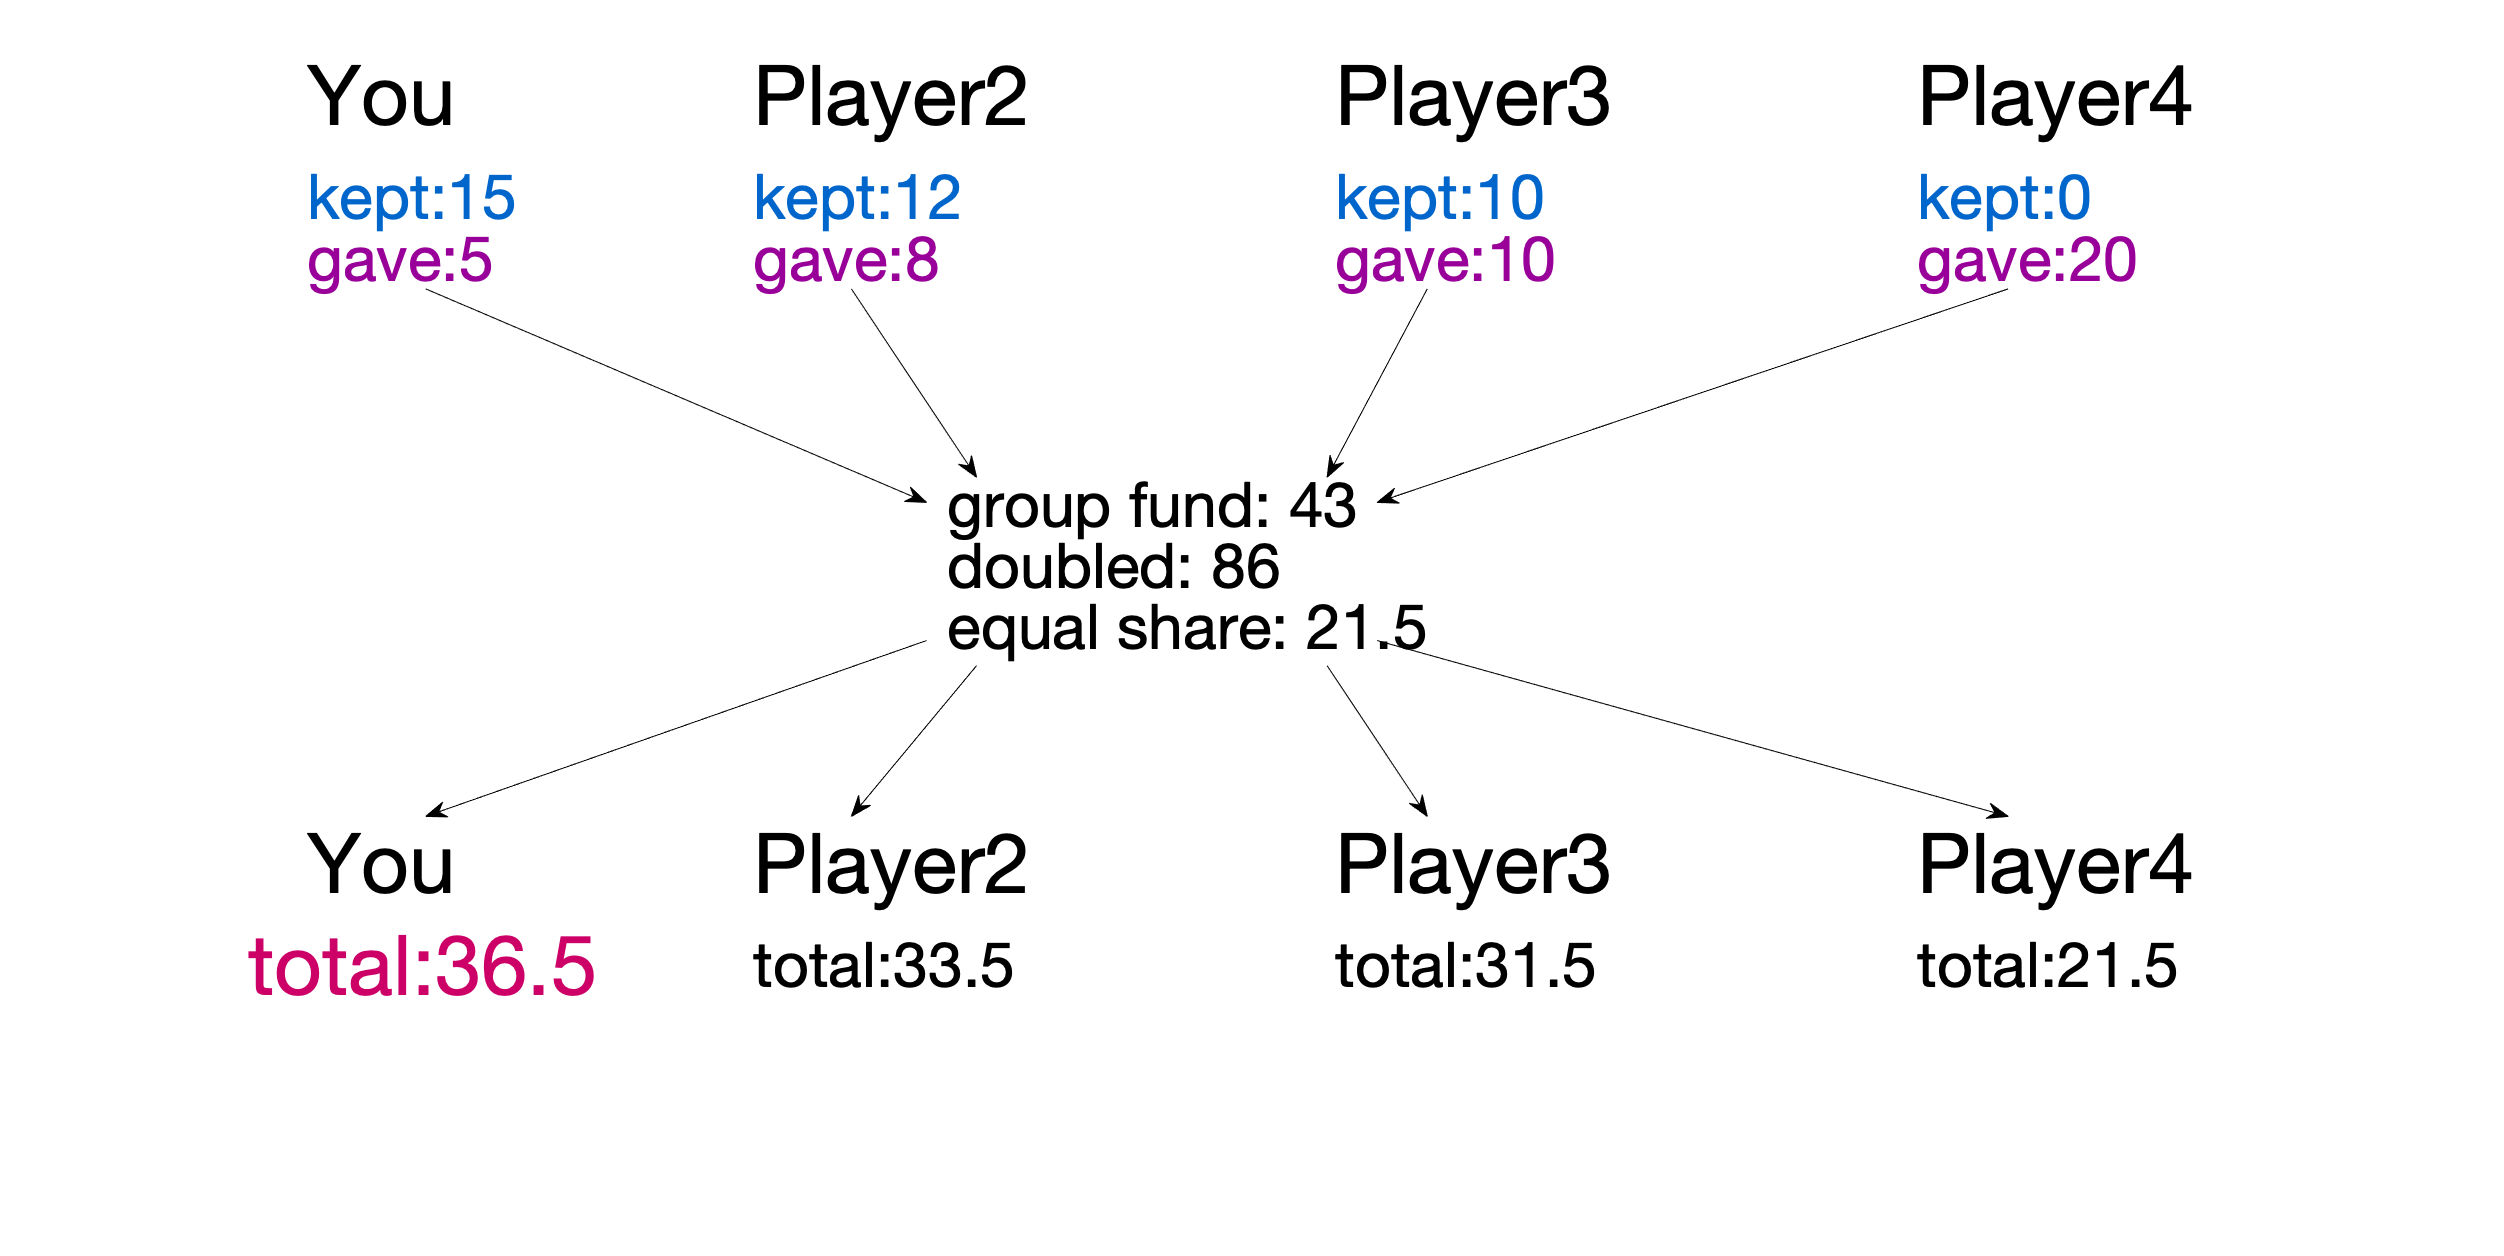 You Player2 Player3 Player4
kept:15 kept:12 kept:10 kept:0
gave:5 gave:8 gave:10 gave:20
group fund: 43
doubled: 86
equal share: 21.5
You Player2 Player3 Player4
total:36.5 total:33.5 total:31.5 total:21.5